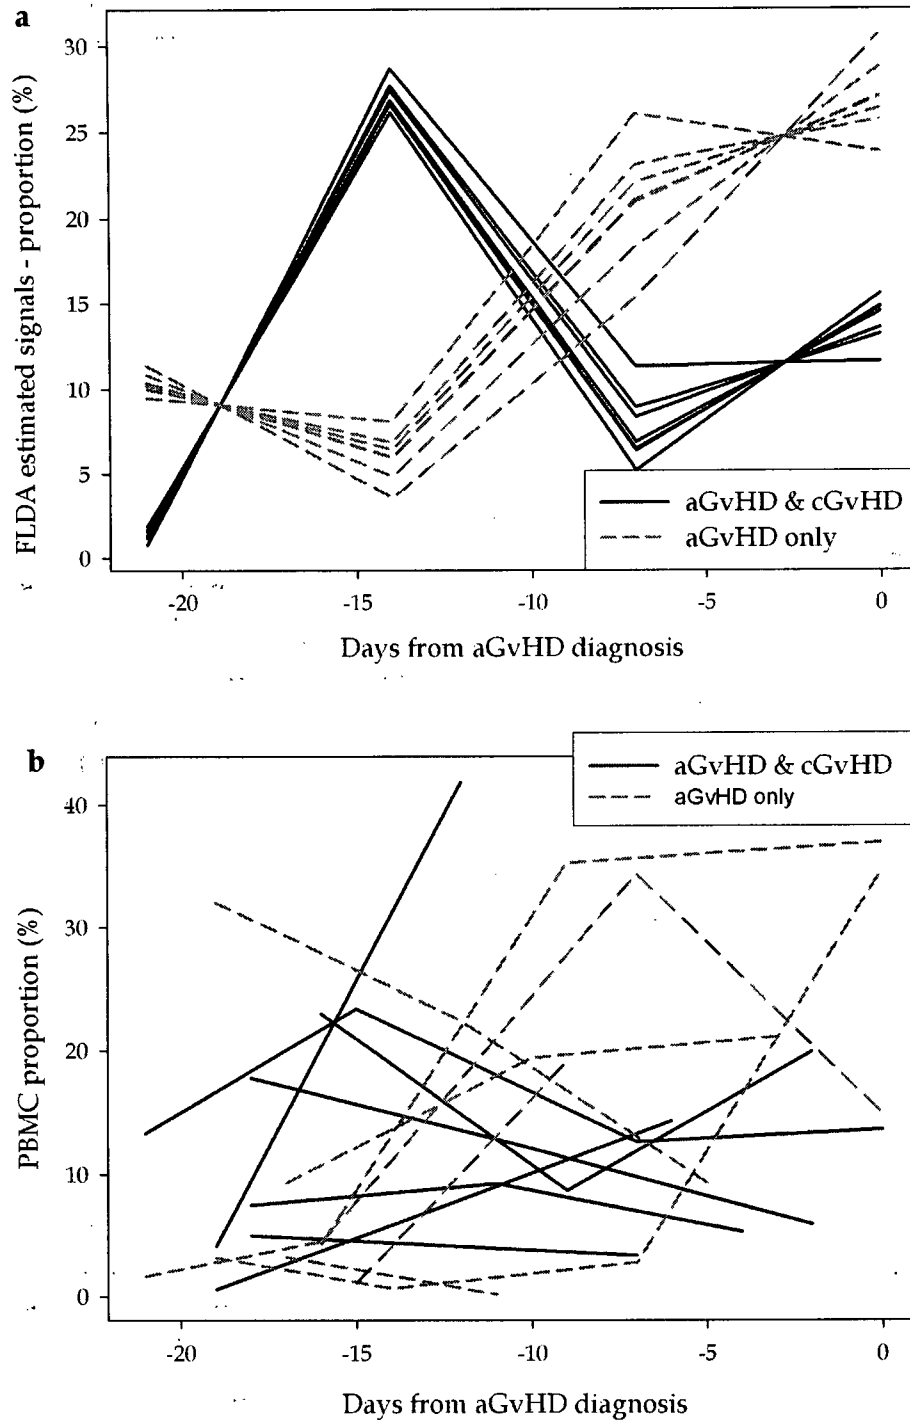 a
FLDA estimated signals - proportion (%)
30
25
20
15
10
5
0
aGvHD & cGvHD
aGvHD only
-20
-15
-10
-5
0
Days from aGvHD diagnosis
b
PBMC proportion (%)
40
30
20
10
0
aGvHD & cGvHD
aGvHD only
-20
-15
-10
-5
0
Days from aGvHD diagnosis